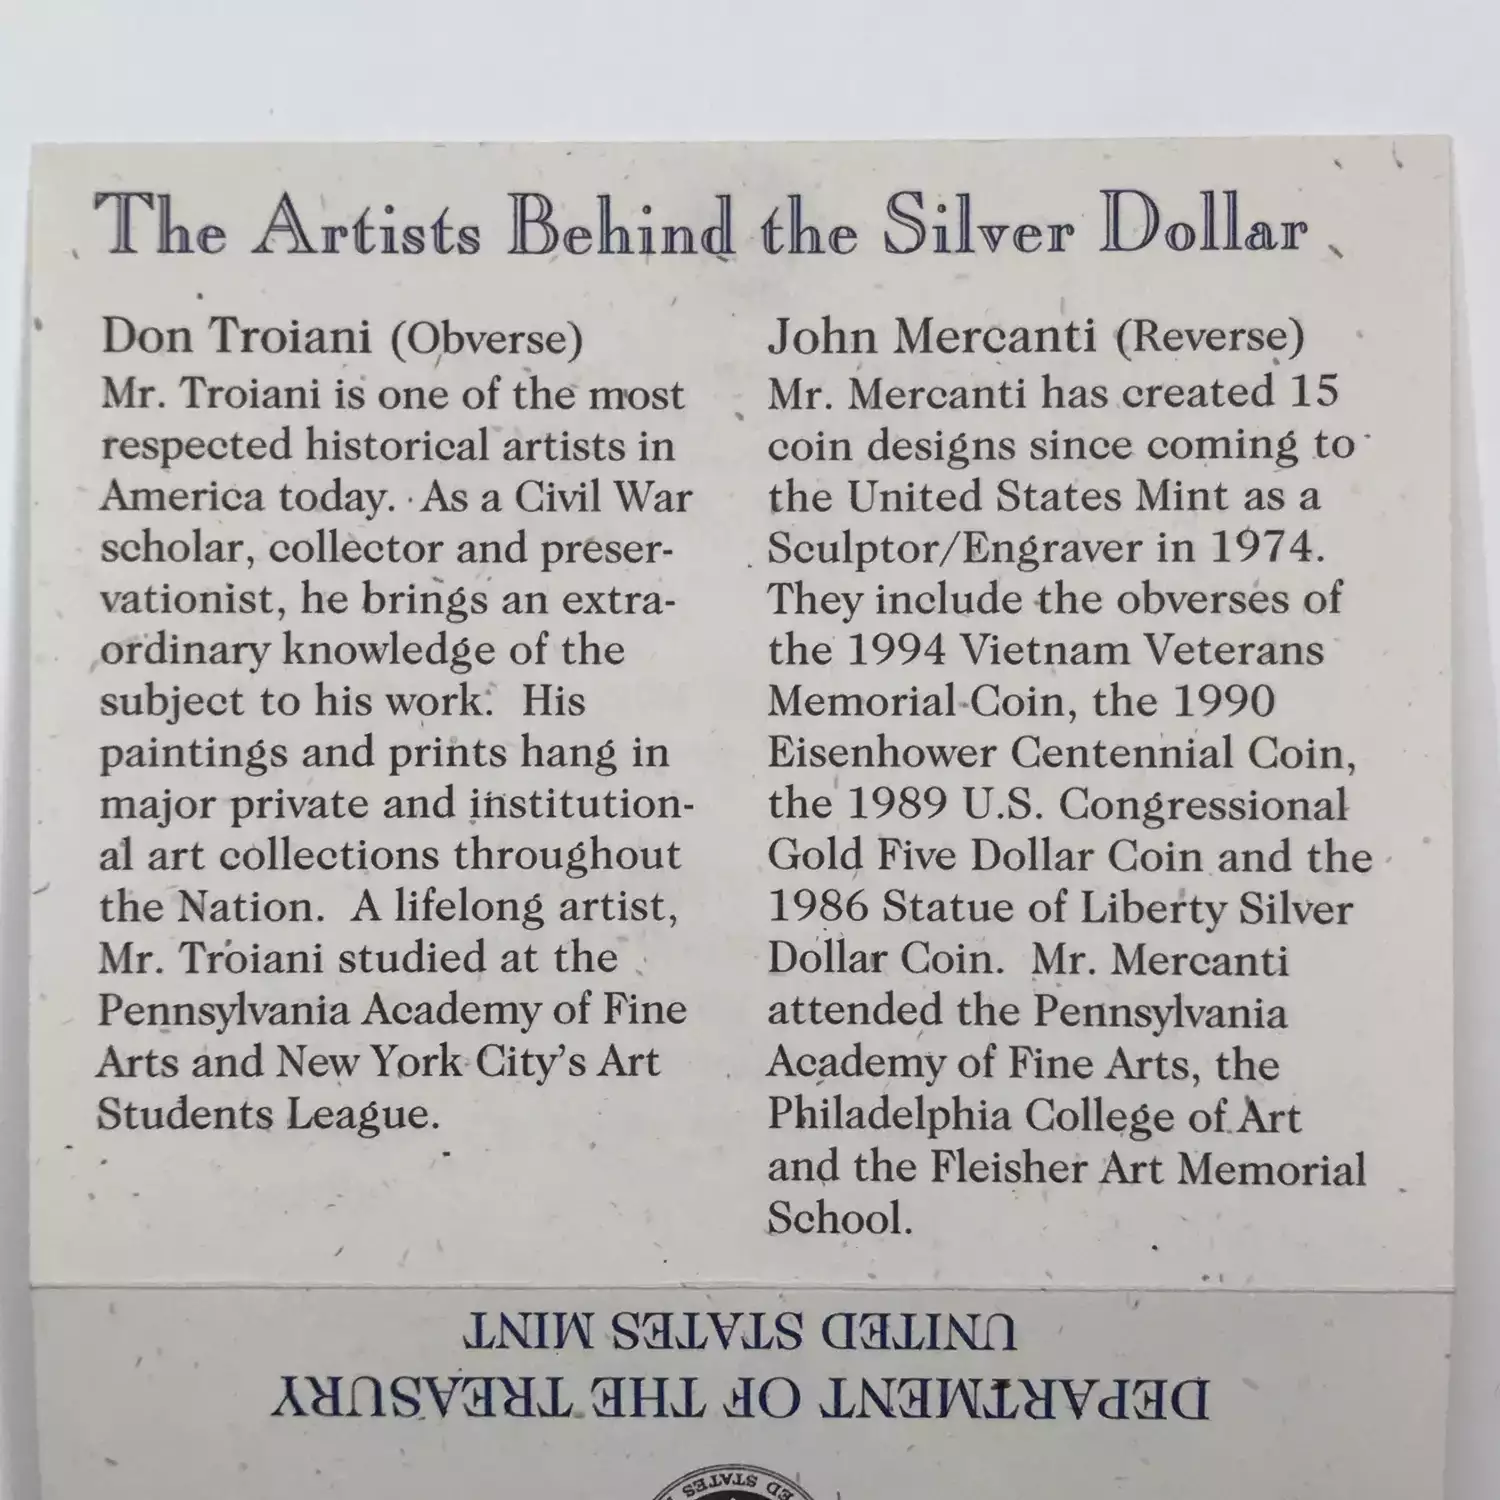 The Artists Behind the Silver Dollar
Don Troiani (Obverse)
Mr. Troiani is one of the most
respected historical artists in
America today. As a Civil War
scholar, collector and preser-
vationist, he brings an extra-
ordinary knowledge of the
subject to his work. His
paintings and prints hang in
major private and institution-
al art collections throughout
the Nation. A lifelong artist,
Mr. Troiani studied at the
Pennsylvania Academy of Fine
Arts and New York City's Art
Students League.
John Mercanti (Reverse)
Mr. Mercanti has created 15
coin designs since coming to
the United States Mint as a
Sculptor/Engraver in 1974.
They include the obverses of
the 1994 Vietnam Veterans
Memorial Coin, the 1990
Eisenhower Centennial Coin,
the 1989 U.S. Congressional
Gold Five Dollar Coin and the
1986 Statue of Liberty Silver
Dollar Coin. Mr. Mercanti
attended the Pennsylvania
Academy of Fine Arts, the
Philadelphia College of Art
and the Fleisher Art Memorial
School.
DEPARTMENT OF THE TREASURY
UNITED STATES MINT
STATES